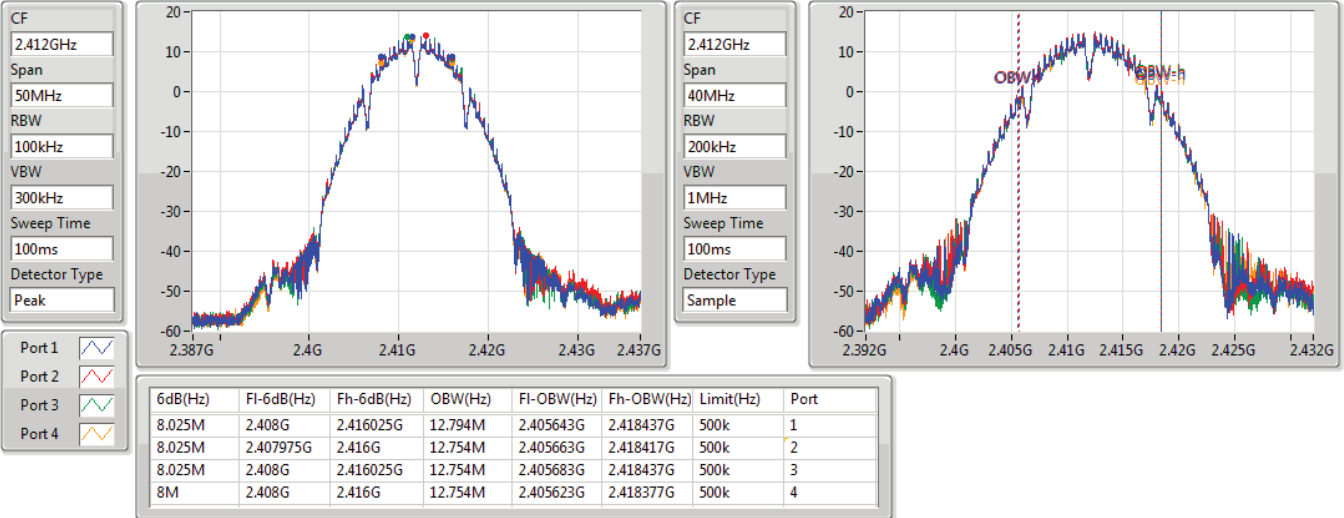 CF
2.412GHz
Span
50MHz
RBW
100kHz
VBW
300kHz
Sweep Time
100ms
Detector Type
Peak
20
10
0
-10
-20
-30
-40
-50
-60
2.387G 2.4G 2.41G 2.42G 2.43G 2.437G
CF
2.412GHz
Span
40MHz
RBW
200kHz
VBW
1MHz
Sweep Time
100ms
Detector Type
Sample
20
10
0
-10
-20
-30
-40
-50
-60
OBW-h
2.392G 2.4G 2.405G 2.41G 2.415G 2.42G 2.425G 2.432G
Port 1
Port 2
Port 3
Port 4
6dB(Hz) Fl-6dB(Hz) Fh-6dB(Hz) OBW(Hz) Fl-OBW(Hz) Fh-OBW(Hz) Limit(Hz) Port
8.025M 2.408G 2.416025G 12.794M 2.405643G 2.418437G 500k 1
8.025M 2.407975G 2.416G 12.754M 2.405663G 2.418417G 500k 2
8.025M 2.408G 2.416025G 12.754M 2.405683G 2.418437G 500k 3
8M 2.408G 2.416G 12.754M 2.405623G 2.418377G 500k 4